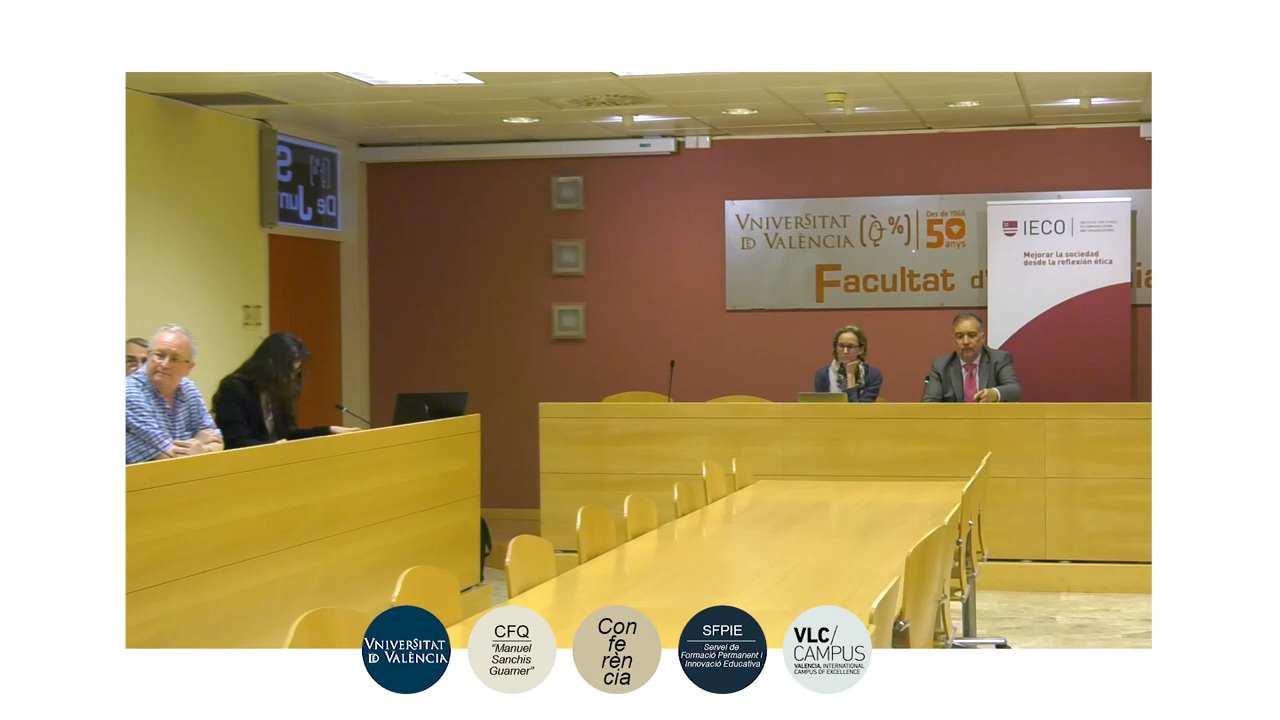 VNIVERSITAT
DE VALÈNCIA
Des de 1966
50
anys
Facultat d'
IECO
Mejorar la sociedad
desde la reflexión ética
VNIVERSITAT
DE VALÈNCIA
CFQ
"Manuel
Sanchis
Guarner"
Con
fe
rèn
cia
SFPIE
Servei de
Formació Permanent i
Innovació Educativa
VLC/
CAMPUS
VALENCIA, INTERNATIONAL
CAMPUS OF EXCELLENCE